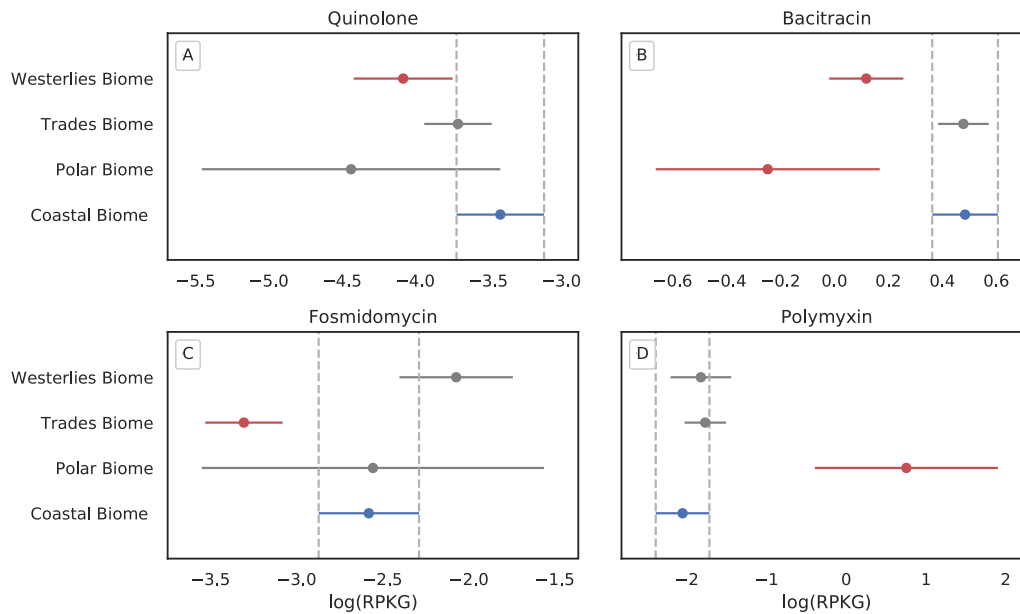 Quinolone
Bacitracin
A
B
Westerlies Biome
Trades Biome
Polar Biome
Coastal Biome
−5.5 −5.0 −4.5 −4.0 −3.5 −3.0
−0.6 −0.4 −0.2 0.0 0.2 0.4 0.6
Fosmidomycin
Polymyxin
C
D
Westerlies Biome
Trades Biome
Polar Biome
Coastal Biome
−3.5 −3.0 −2.5 −2.0 −1.5
−2 −1 0 1 2
log(RPKG)
log(RPKG)